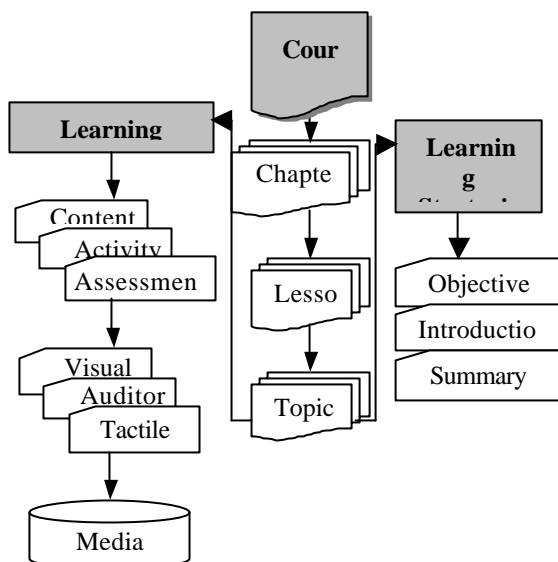 Cour
Learning
Chapte
Learnin
g
Content
Activity
Assessmen
Lesso
Objective
Introductio
Summary
Visual
Auditor
Tactile
Topic
Media